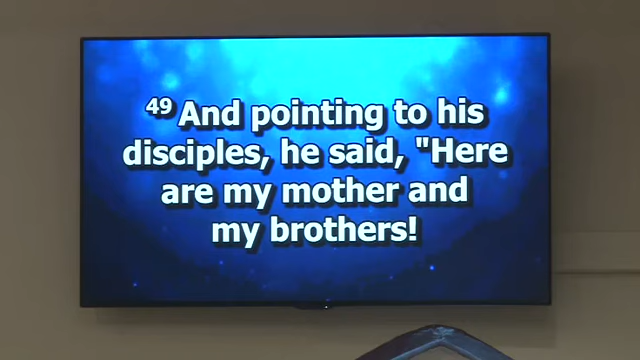 49 And pointing to his
disciples, he said, "Here
are my mother and
my brothers!